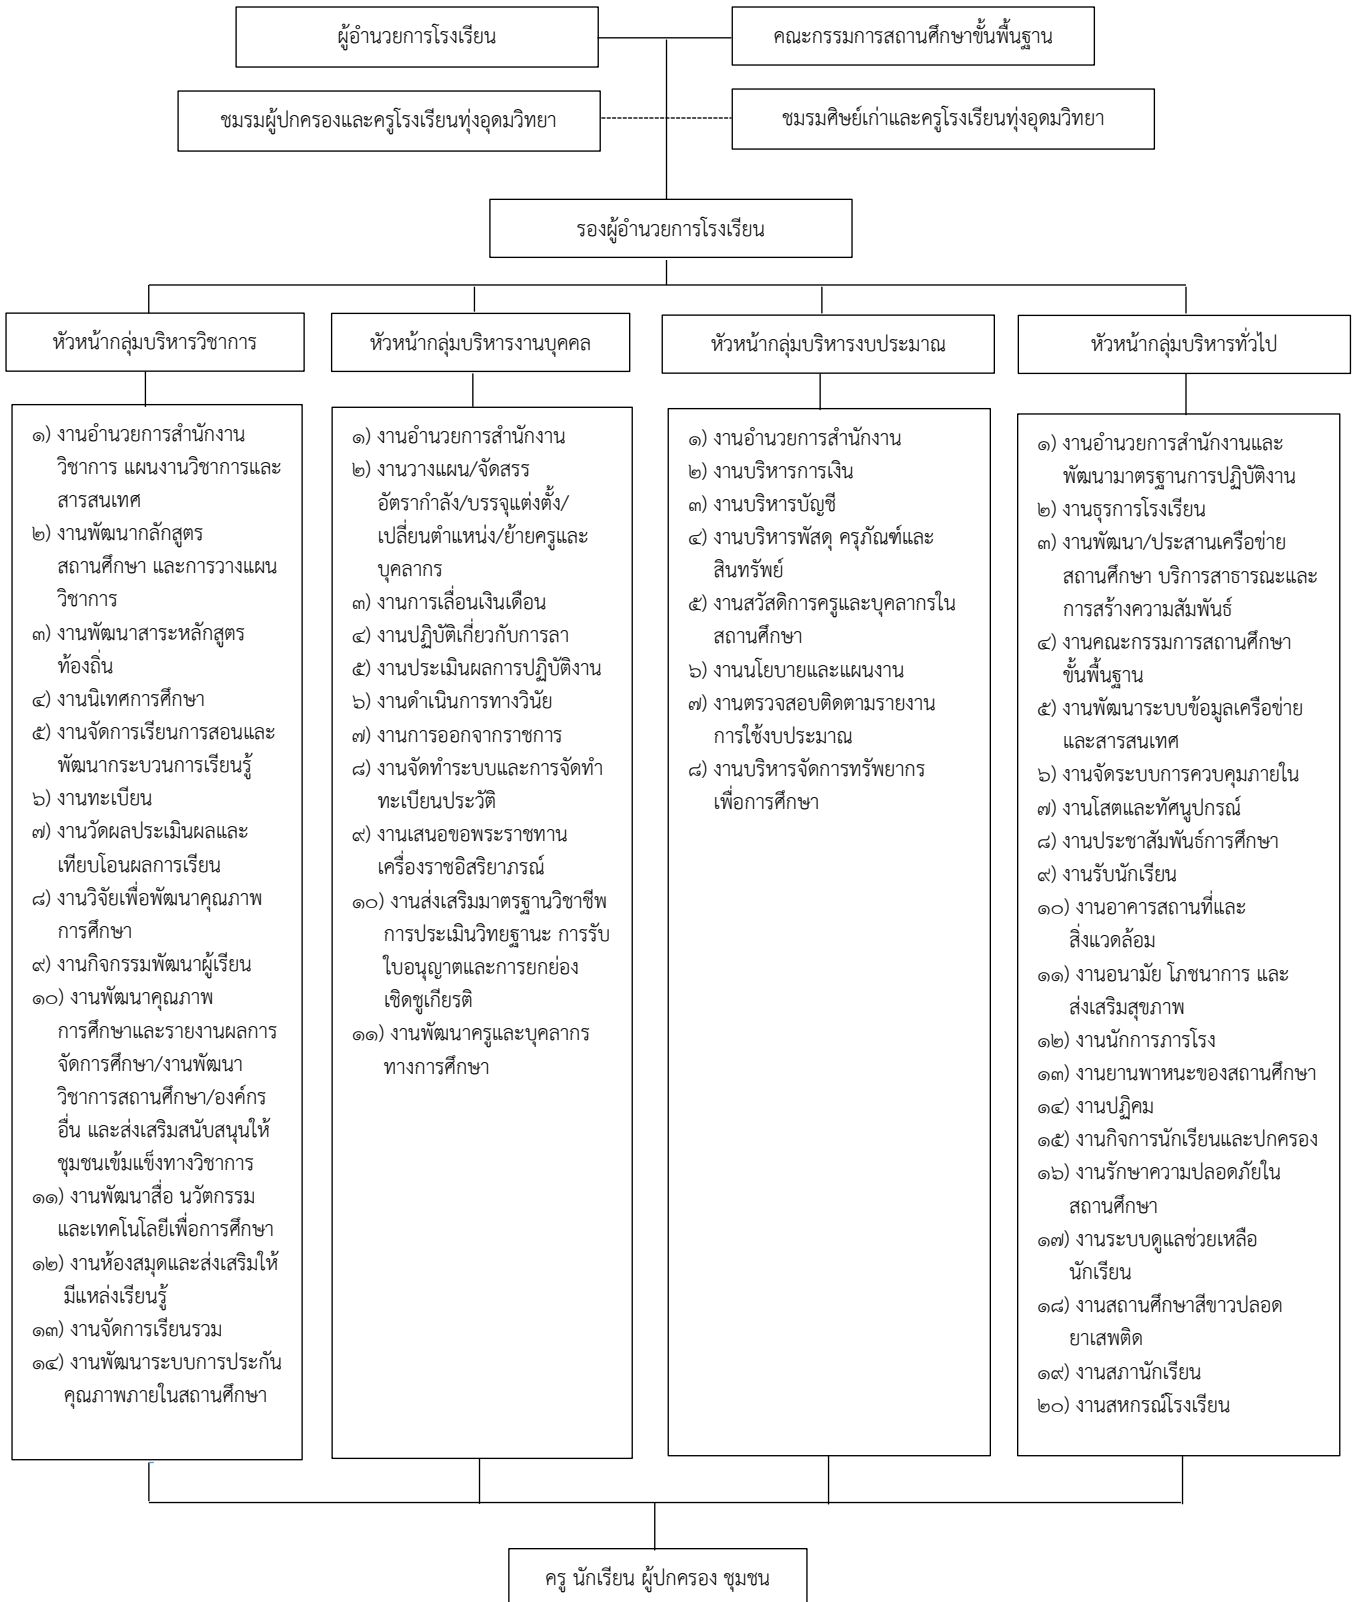 ผู้อำนวยการโรงเรียน
คณะกรรมการสถานศึกษาขั้นพื้นฐาน
ชมรมผู้ปกครองและครูโรงเรียนทุ่งอุดมวิทยา
ชมรมศิษย์เก่าและครูโรงเรียนทุ่งอุดมวิทยา
รองผู้อำนวยการโรงเรียน
หัวหน้ากลุ่มบริหารวิชาการ
๑) งานอำนวยการสำนักงาน
วิชาการ แผนงานวิชาการและ
สารสนเทศ
๒) งานพัฒนากลักสูตร
สถานศึกษา และการวางแผน
วิชาการ
๓) งานพัฒนาสาระหลักสูตร
ท้องถิ่น
๔) งานนิเทศการศึกษา
๕) งานจัดการเรียนการสอนและ
พัฒนากระบวนการเรียนรู้
๖) งานทะเบียน
๗) งานวัดผลประเมินผลและ
เทียบโอนผลการเรียน
๘) งานวิจัยเพื่อพัฒนาคุณภาพ
การศึกษา
๙) งานกิจกรรมพัฒนาผู้เรียน
๑๐) งานพัฒนาคุณภาพ
การศึกษาและรายงานผลการ
จัดการศึกษา/งานพัฒนา
วิชาการสถานศึกษา/องค์กร
อื่น และส่งเสริมสนับสนุนให้
ชุมชนเข้มแข็งทางวิชาการ
๑๑) งานพัฒนาสื่อ นวัตกรรม
และเทคโนโลยีเพื่อการศึกษา
๑๒) งานห้องสมุดและส่งเสริมให้
มีแหล่งเรียนรู้
๑๓) งานจัดการเรียนรวม
๑๔) งานพัฒนาระบบการประกัน
คุณภาพภายในสถานศึกษา
หัวหน้ากลุ่มบริหารงานบุคคล
๑) งานอำนวยการสำนักงาน
๒) งานวางแผน/จัดสรร
อัตรากำลัง/บรรจุแต่งตั้ง/
เปลี่ยนตำแหน่ง/ย้ายครูและ
บุคลากร
๓) งานการเลื่อนเงินเดือน
๔) งานปฏิบัติเกี่ยวกับการลา
๕) งานประเมินผลการปฏิบัติงาน
๖) งานดำเนินการทางวินัย
๗) งานการออกจากราชการ
๘) งานจัดทำระบบและการจัดทำ
ทะเบียนประวัติ
๙) งานเสนอขอพระราชทาน
เครื่องราชอิสริยาภรณ์
๑๐) งานส่งเสริมมาตรฐานวิชาชีพ
การประเมินวิทยฐานะ การรับ
ใบอนุญาตและการยกย่อง
เชิดชูเกียรติ
๑๑) งานพัฒนาครูและบุคลากร
ทางการศึกษา
หัวหน้ากลุ่มบริหารงบประมาณ
๑) งานอำนวยการสำนักงาน
๒) งานบริหารการเงิน
๓) งานบริหารบัญชี
๔) งานบริหารพัสดุ ครุภัณฑ์และ
สินทรัพย์
๕) งานสวัสดิการครูและบุคลากรใน
สถานศึกษา
๖) งานนโยบายและแผนงาน
๗) งานตรวจสอบติดตามรายงาน
การใช้งบประมาณ
๘) งานบริหารจัดการทรัพยากร
เพื่อการศึกษา
หัวหน้ากลุ่มบริหารทั่วไป
๑) งานอำนวยการสำนักงานและ
พัฒนามาตรฐานการปฏิบัติงาน
๒) งานธุรการโรงเรียน
๓) งานพัฒนา/ประสานเครือข่าย
สถานศึกษา บริการสาธารณะและ
การสร้างความสัมพันธ์
๔) งานคณะกรรมการสถานศึกษา
ขั้นพื้นฐาน
๕) งานพัฒนาระบบข้อมูลเครือข่าย
และสารสนเทศ
๖) งานจัดระบบการควบคุมภายใน
๗) งานโสตและทัศนูปกรณ์
๘) งานประชาสัมพันธ์การศึกษา
๙) งานรับนักเรียน
๑๐) งานอาคารสถานที่และ
สิ่งแวดล้อม
๑๑) งานอนามัย โภชนาการ และ
ส่งเสริมสุขภาพ
๑๒) งานนักการภารโรง
๑๓) งานยานพาหนะของสถานศึกษา
๑๔) งานปฏิคม
๑๕) งานกิจการนักเรียนและปกครอง
๑๖) งานรักษาความปลอดภัยใน
สถานศึกษา
๑๗) งานระบบดูแลช่วยเหลือ
นักเรียน
๑๘) งานสถานศึกษาสีขาวปลอด
ยาเสพติด
๑๙) งานสภานักเรียน
๒๐) งานสหกรณ์โรงเรียน
ครู นักเรียน ผู้ปกครอง ชุมชน